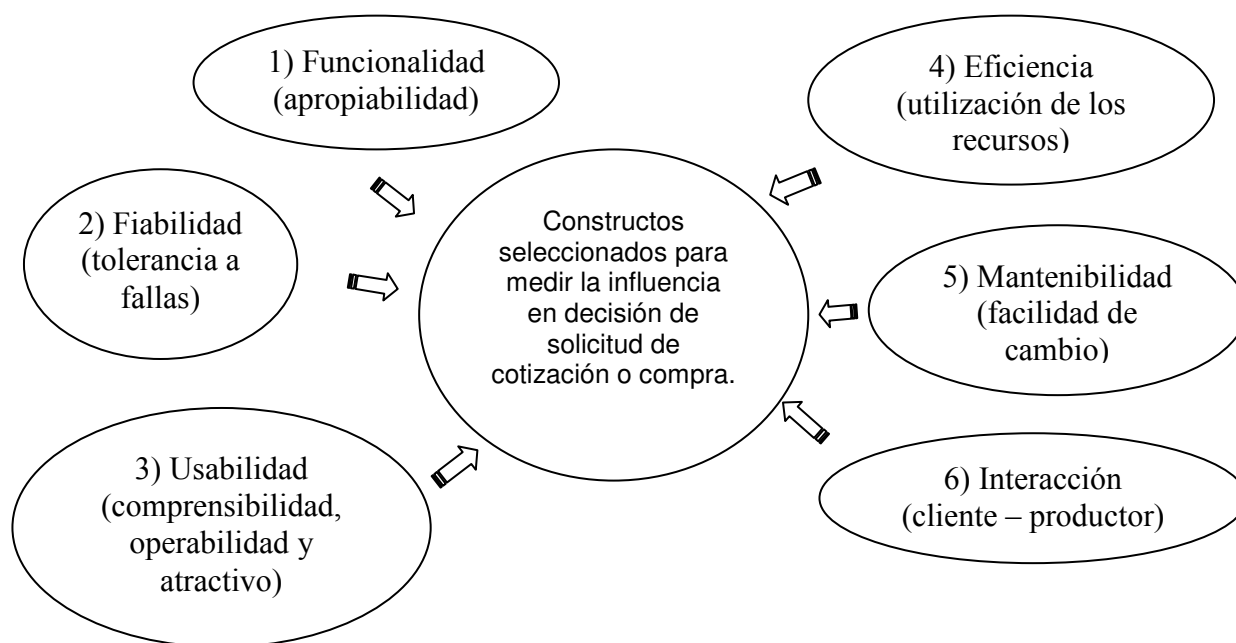 1) Funcionalidad
(apropiabilidad)
2) Fiabilidad
(tolerancia a
fallas)
3) Usabilidad
(comprensibilidad,
operabilidad y
atractivo)
Constructos
seleccionados para
medir la influencia
en decisión de
solicitud de
cotización o compra.
4) Eficiencia
(utilización de los
recursos)
5) Mantenibilidad
(facilidad de
cambio)
6) Interacción
(cliente – productor)